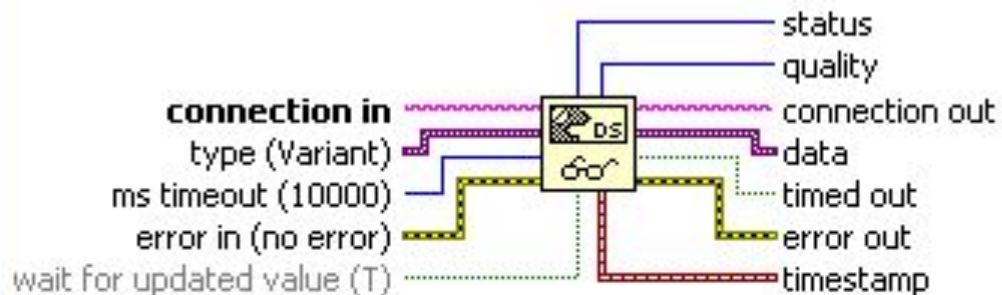 status
quality
connection in
connection out
type (Variant)
data
DS
ms timeout (10000)
timed out
error in (no error)
error out
wait for updated value (T)
timestamp